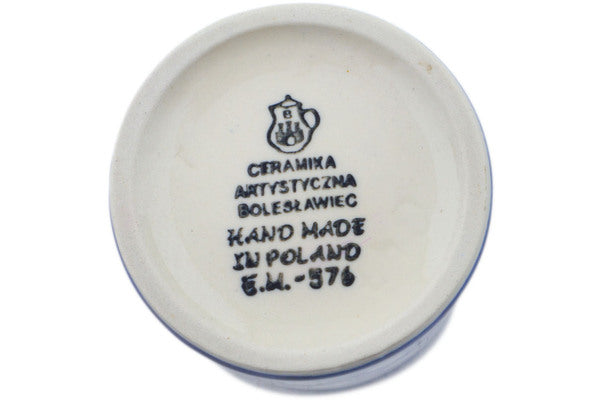 B
CERAMIKA
ARTYSTYCZNA
BOLESŁAWIEC
HAND MADE
IN POLAND
E.M.-576